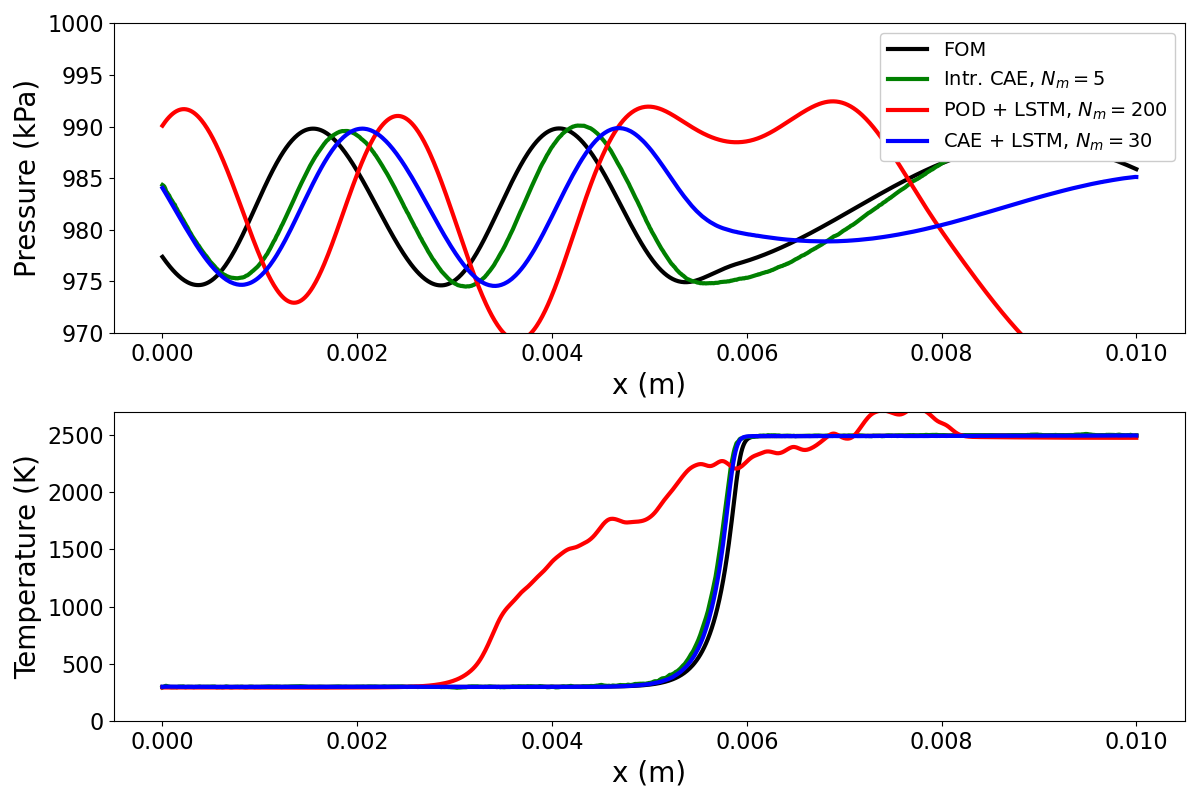 1000
995
990
985
980
975
970
Pressure (kPa)
FOM
Intr. CAE, $N_m = 5$
POD + LSTM, $N_m = 200$
CAE + LSTM, $N_m = 30$
0.000 0.002 0.004 0.006 0.008 0.010
x (m)
2500
2000
1500
1000
500
0
Temperature (K)
0.000 0.002 0.004 0.006 0.008 0.010
x (m)